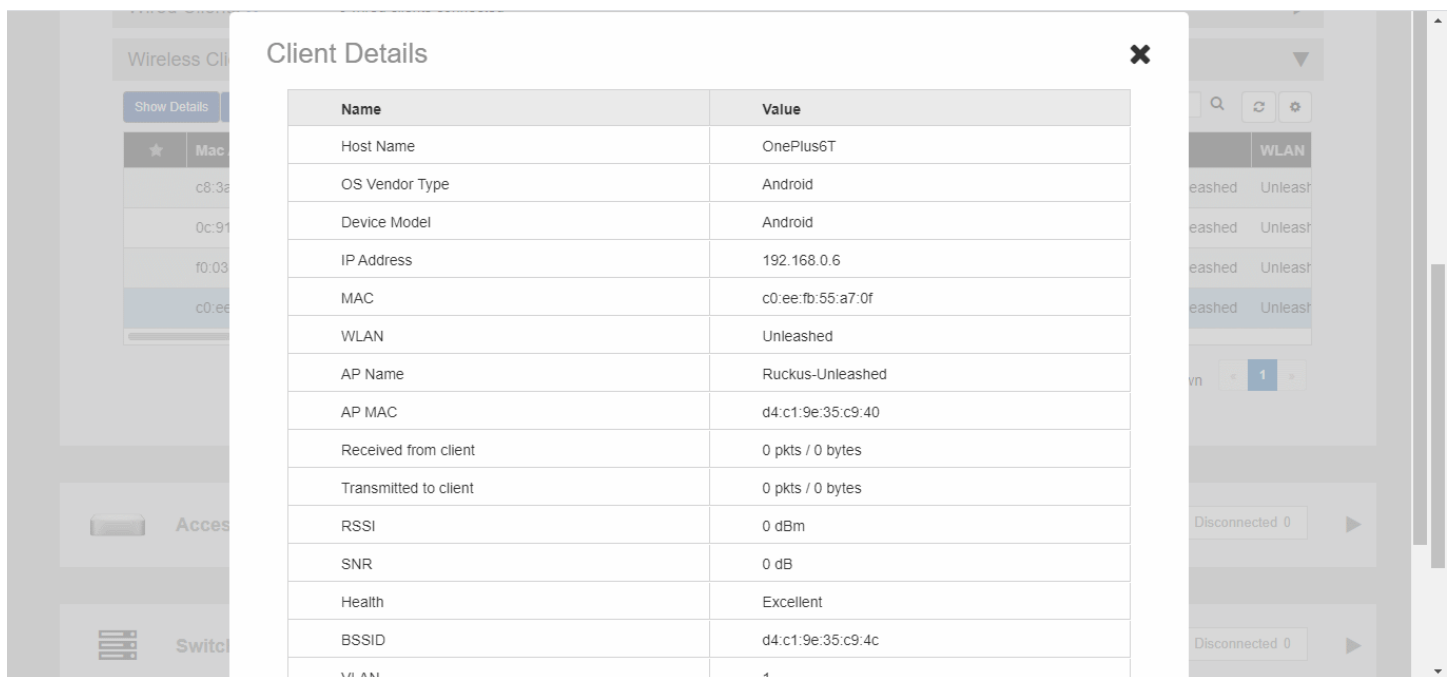 Client Details
Name Value
Host Name OnePlus6T
OS Vendor Type Android
Device Model Android
IP Address 192.168.0.6
MAC c0:ee:fb:55:a7:0f
WLAN Unleashed
AP Name Ruckus-Unleashed
AP MAC d4:c1:9e:35:c9:40
Received from client 0 pkts / 0 bytes
Transmitted to client 0 pkts / 0 bytes
RSSI 0 dBm
SNR 0 dB
Health Excellent
BSSID d4:c1:9e:35:c9:4c
VLAN 1
Wireless Cli
Show Details
Mac WLAN
c8:3a eashed Unleash
0c:91 eashed Unleash
f0:03 eashed Unleash
c0:ee eashed Unleash
wn « 1 »
Acces Disconnected 0
Switc Disconnected 0